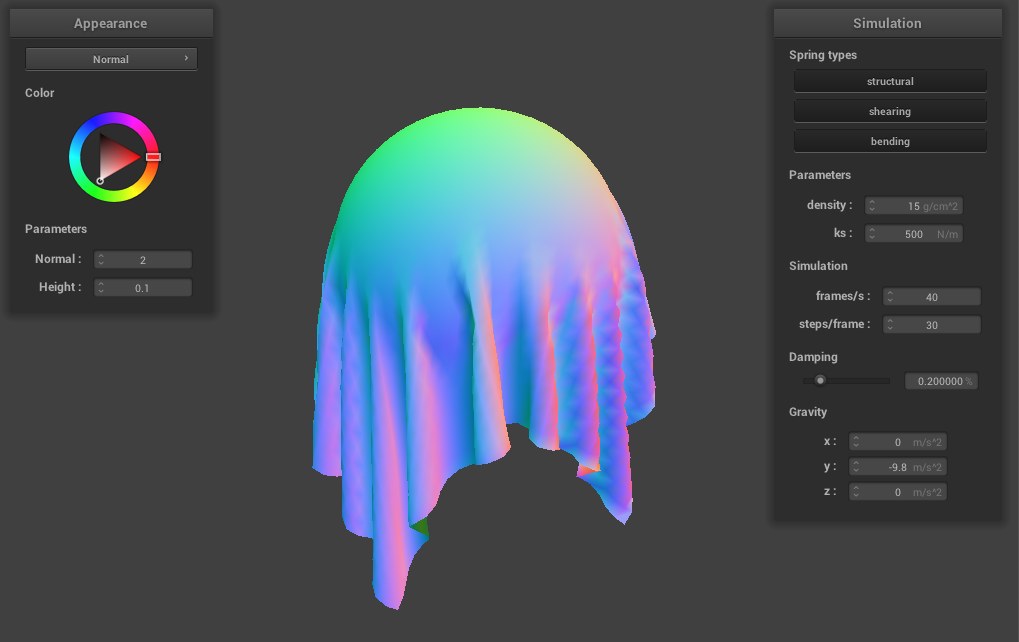 Appearance
Normal
Color
Parameters
Normal : 2
Height : 0.1
Simulation
Spring types
structural
shearing
bending
Parameters
density : 15 g/cm^2
ks : 500 N/m
Simulation
frames/s : 40
steps/frame : 30
Damping
0.200000 %
Gravity
x : 0 m/s^2
y : -9.8 m/s^2
z : 0 m/s^2